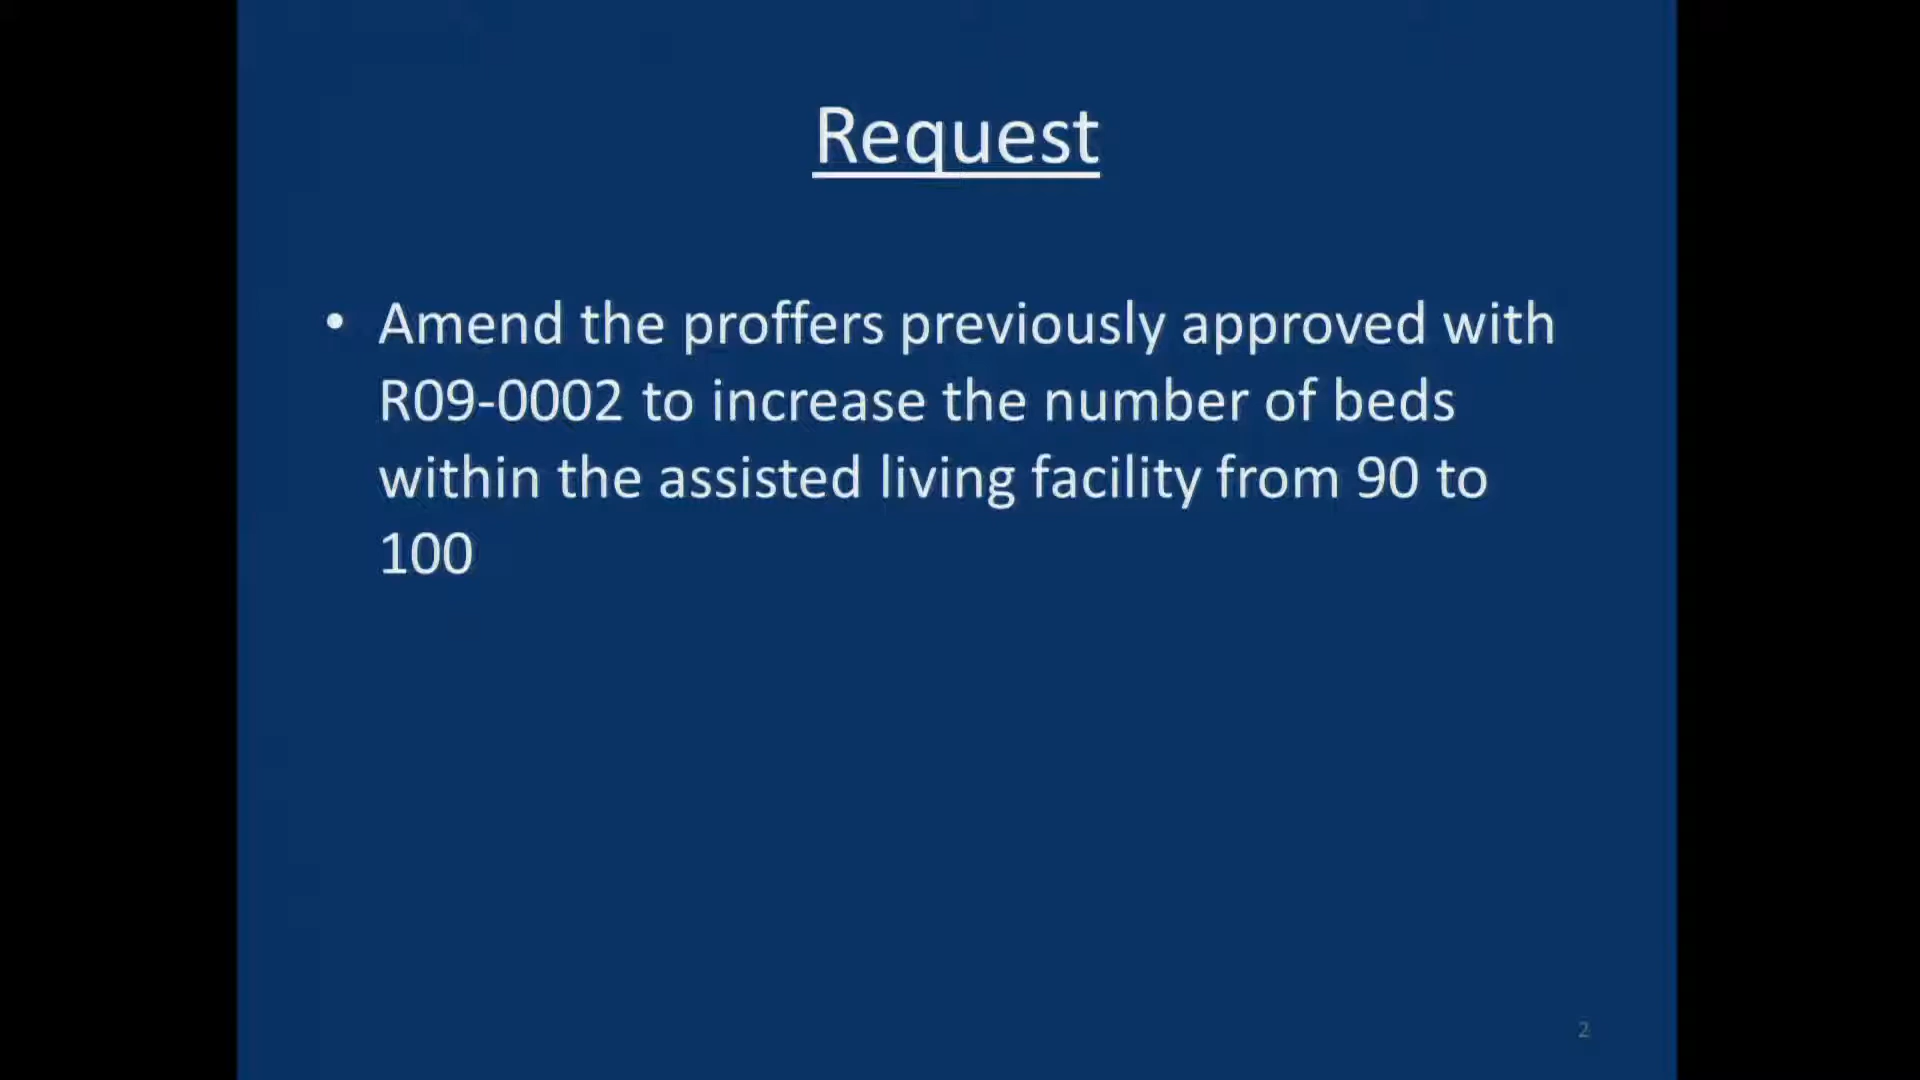 Request
• Amend the proffers previously approved with
R09-0002 to increase the number of beds
within the assisted living facility from 90 to
100
2